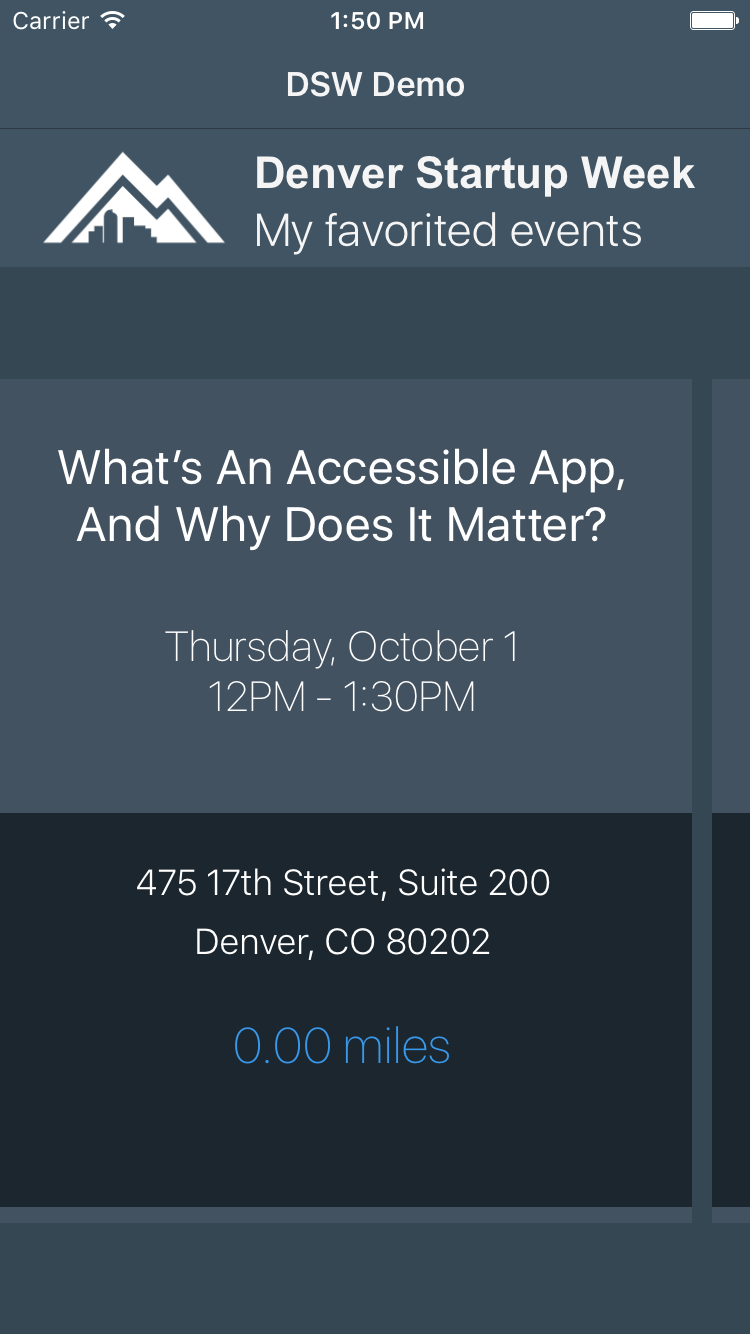 Carrier 1:50 PM
DSW Demo
Denver Startup Week
My favorited events
What’s An Accessible App,
And Why Does It Matter?
Thursday, October 1
12PM - 1:30PM
475 17th Street, Suite 200
Denver, CO 80202
0.00 miles